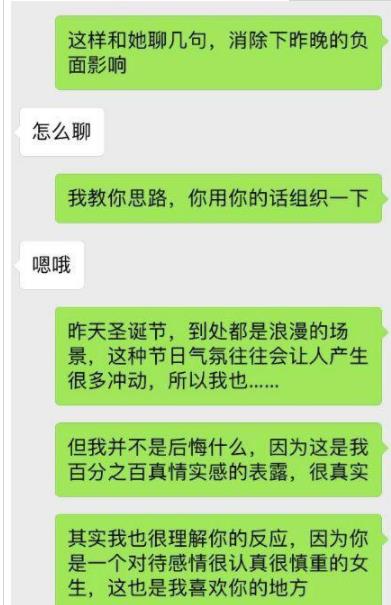 这样和她聊几句，消除下昨晚的负
面影响
怎么聊
我教你思路，你用你的话组织一下
嗯哦
昨天圣诞节，到处都是浪漫的场
景，这种节日气氛往往会让人产生
很多冲动，所以我也……
但我并不是后悔什么，因为这是我
百分之百真情实感的表露，很真实
其实我也很理解你的反应，因为你
是一个对待感情很认真很慎重的女
生，这也是我喜欢你的地方